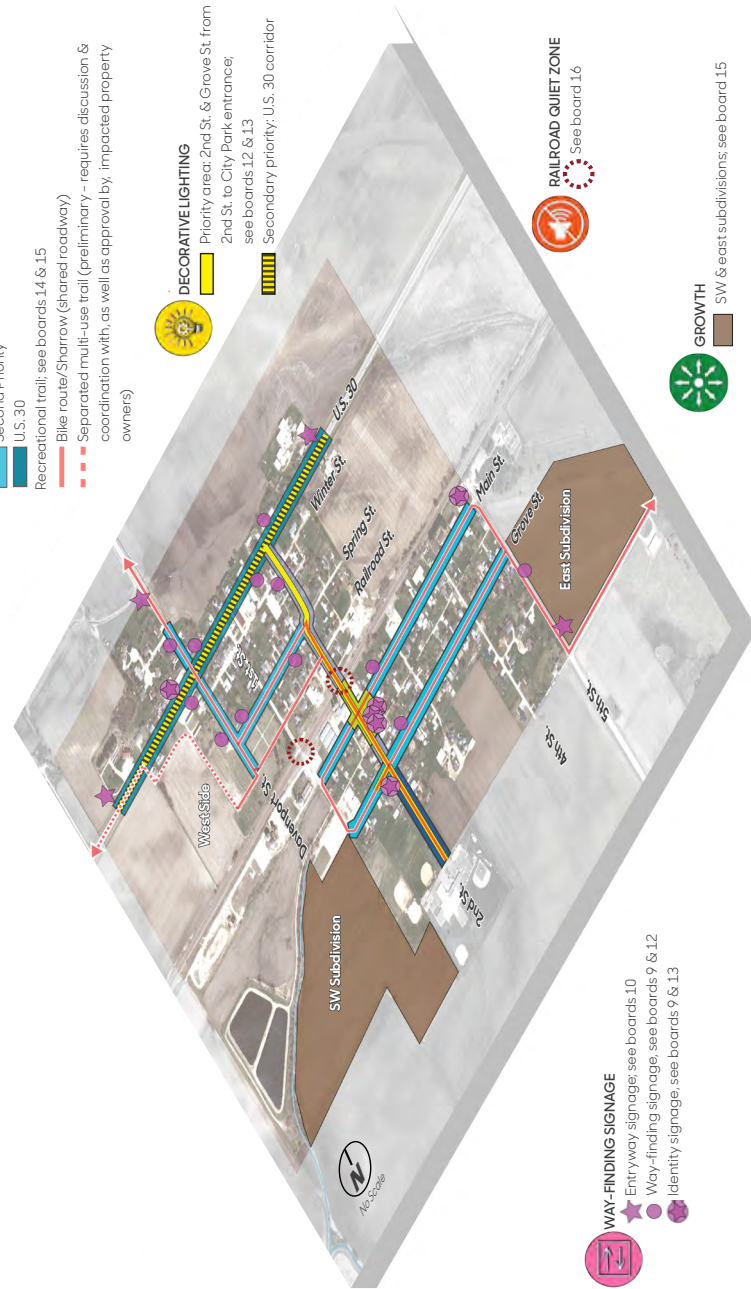 Second Priority
U.S. 30
Recreational trail; see boards 14 & 15
Bike route/Sharrow (shared roadway)
Separated multi-use trail (preliminary - requires discussion &
coordination with, as well as approval by, impacted property
owners)
DECORATIVE LIGHTING
Priority area: 2nd St. & Grove St. from
2nd St. to City Park entrance;
see boards 12 & 13
Secondary priority: U.S. 30 corridor
RAILROAD QUIET ZONE
See board 16
GROWTH
SW & east subdivisions; see board 15
WAY-FINDING SIGNAGE
Entryway signage; see boards 10
Way-finding signage, see boards 9 & 12
Identity signage, see boards 9 & 13
U.S. 30
Winter St.
Spring St.
Railroad St.
Main St.
Grove St.
East Subdivision
1st St.
West Side
Davenport St.
4th St.
5th St.
2nd St.
SW Subdivision
N
No Scale